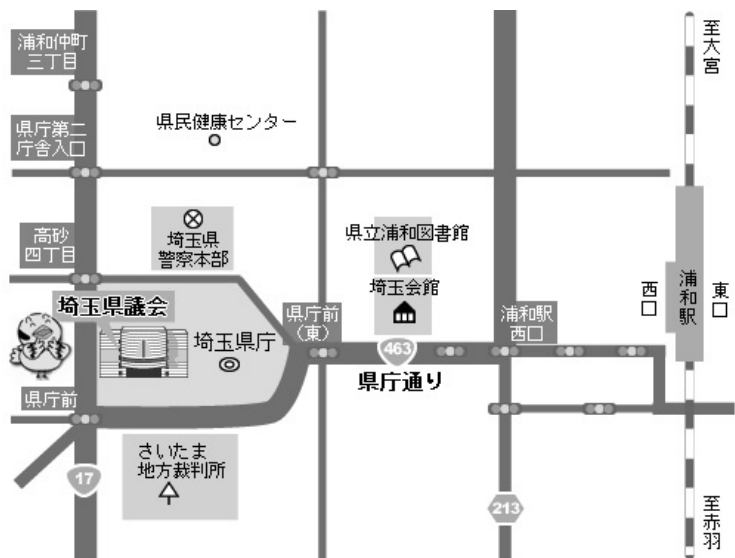 浦和仲町
三丁目
至大宮
県民健康センター
県庁第二
庁舎入口
埼玉県
警察本部
高砂
四丁目
県立浦和図書館
埼玉会館
西口
浦和駅
東口
埼玉県議会
埼玉県庁
県庁前
（東）
463
浦和駅
西口
県庁通り
県庁前
さいたま
地方裁判所
17
213
至赤羽